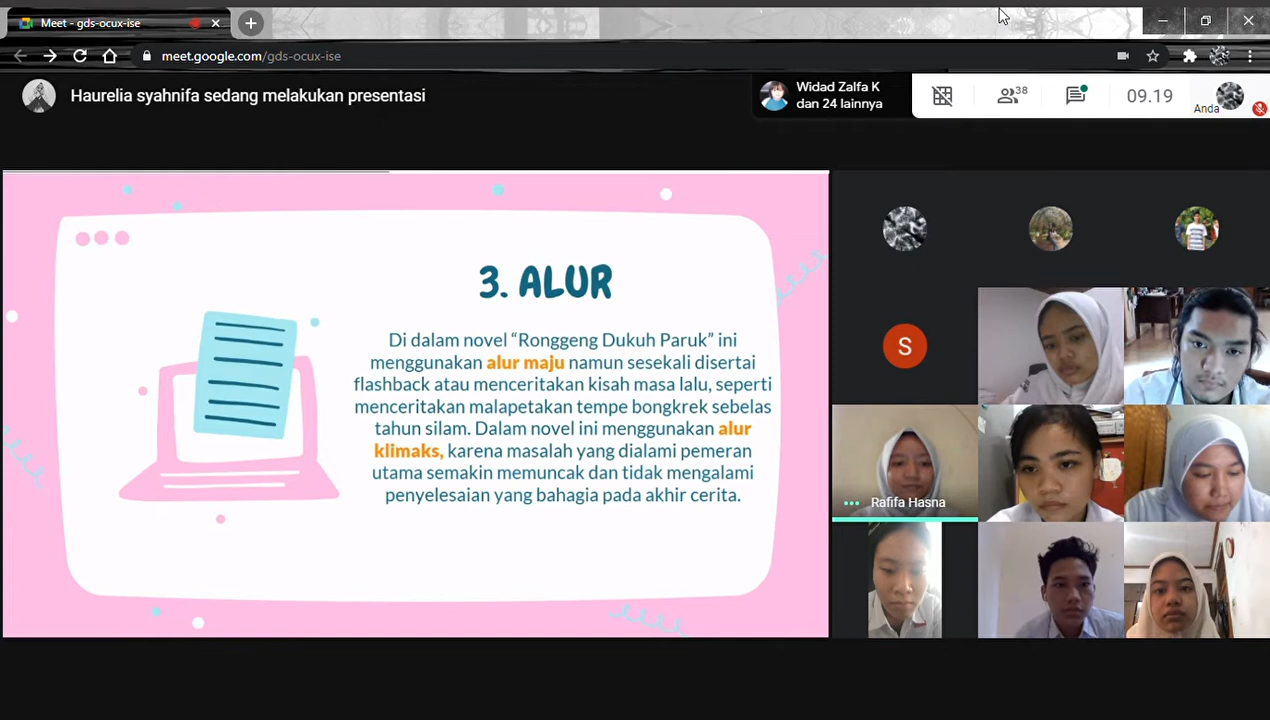 Meet - gds-ocux-ise
meet.google.com/gds-ocux-ise
Haurelia syahnifa sedang melakukan presentasi
Widad Zalfa K
dan 24 lainnya
38
09.19
Anda
3. ALUR
Di dalam novel “Ronggeng Dukuh Paruk” ini
menggunakan alur maju namun sesekali disertai
flashback atau menceritakan kisah masa lalu, seperti
menceritakan malapetakan tempe bongkrek sebelas
tahun silam. Dalam novel ini menggunakan alur
klimaks, karena masalah yang dialami pemeran
utama semakin memuncak dan tidak mengalami
penyelesaian yang bahagia pada akhir cerita.
S
Rafifa Hasna